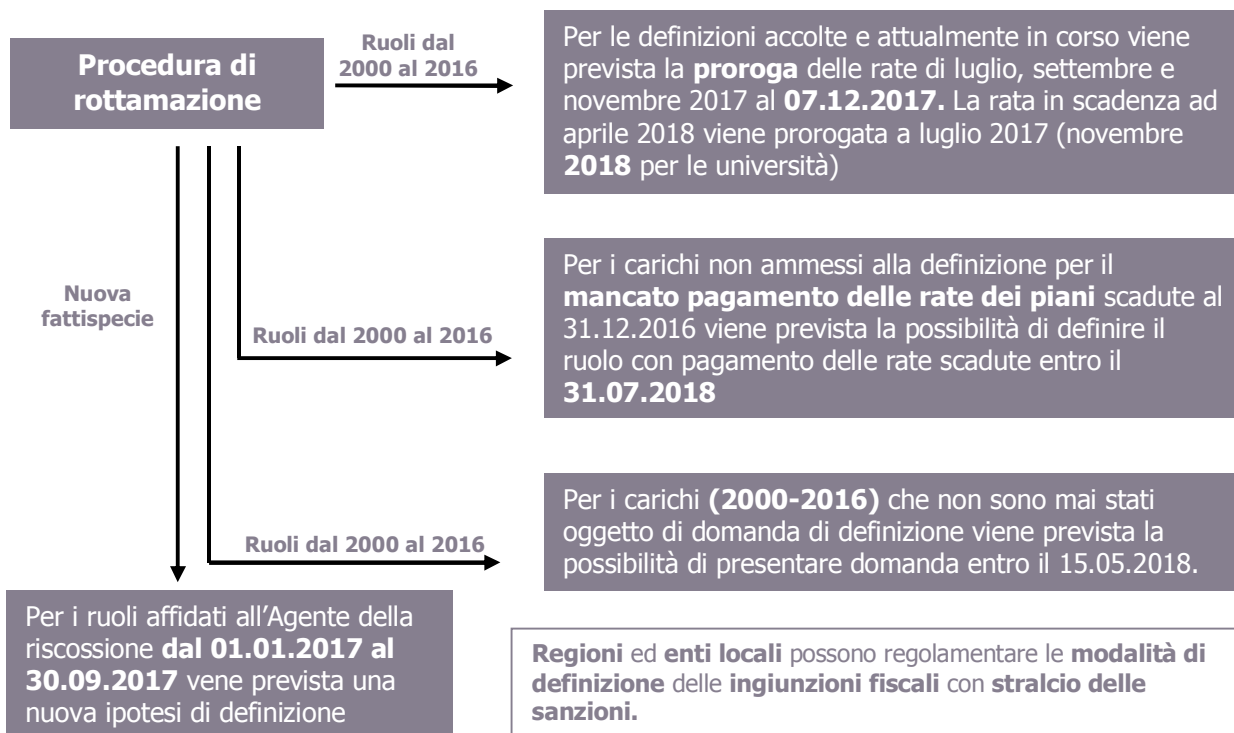 Procedura di
rottamazione
Ruoli dal
2000 al 2016
Per le definizioni accolte e attualmente in corso viene
prevista la proroga delle rate di luglio, settembre e
novembre 2017 al 07.12.2017. La rata in scadenza ad
aprile 2018 viene prorogata a luglio 2017 (novembre
2018 per le università)
Nuova
fattispecie
Ruoli dal 2000 al 2016
Per i carichi non ammessi alla definizione per il
mancato pagamento delle rate dei piani scadute al
31.12.2016 viene prevista la possibilità di definire il
ruolo con pagamento delle rate scadute entro il
31.07.2018
Ruoli dal 2000 al 2016
Per i carichi (2000-2016) che non sono mai stati
oggetto di domanda di definizione viene prevista la
possibilità di presentare domanda entro il 15.05.2018.
Per i ruoli affidati all'Agente della
riscossione dal 01.01.2017 al
30.09.2017 vene prevista una
nuova ipotesi di definizione
Regioni ed enti locali possono regolamentare le modalità di
definizione delle ingiunzioni fiscali con stralcio delle
sanzioni.